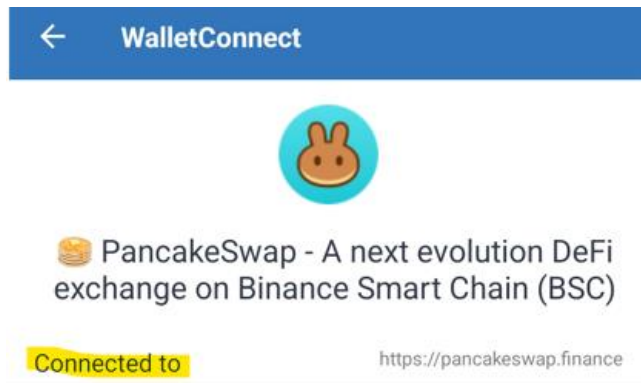 WalletConnect
🥞 PancakeSwap - A next evolution DeFi
exchange on Binance Smart Chain (BSC)
Connected to https://pancakeswap.finance